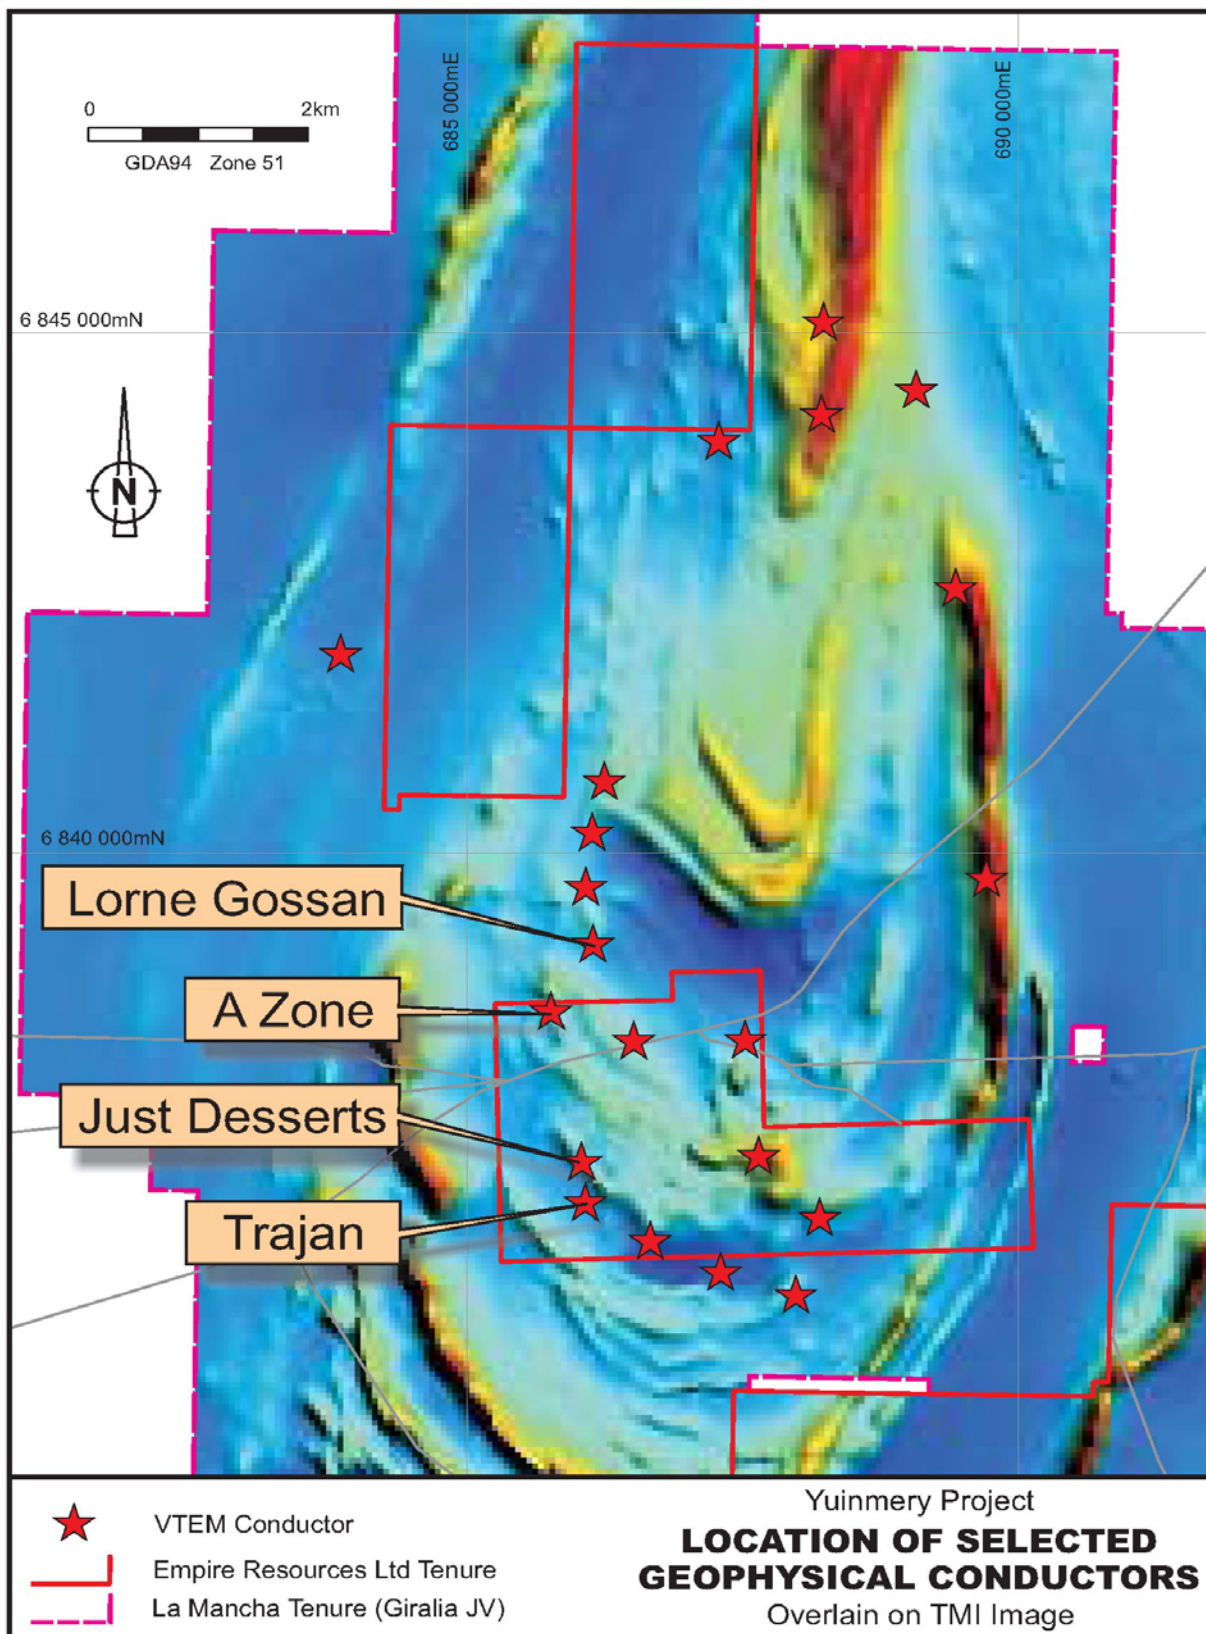 0 2km
GDA94 Zone 51
685 000mE
690 000mE
6 845 000mN
N
6 840 000mN
Lorne Gossan
A Zone
Just Desserts
Trajan
VTEM Conductor
Empire Resources Ltd Tenure
La Mancha Tenure (Giralia JV)
Yuinmery Project
LOCATION OF SELECTED
GEOPHYSICAL CONDUCTORS
Overlain on TMI Image